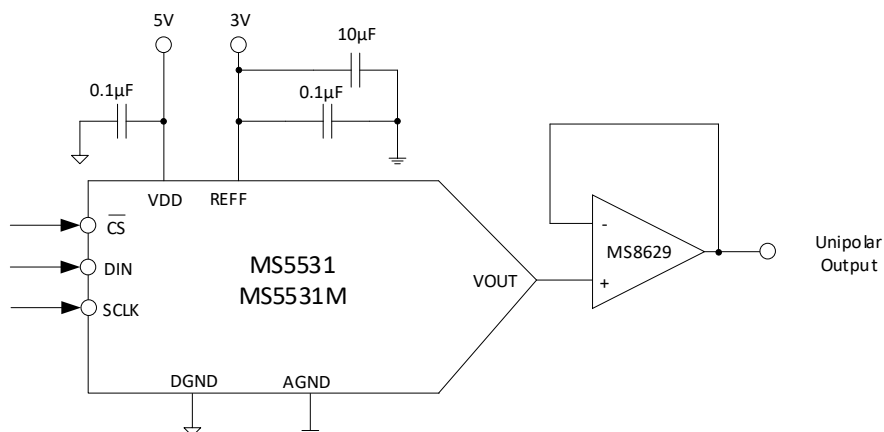 5V
3V
10μF
0.1μF
0.1μF
VDD
REFF
CS
DIN
SCLK
MS5531
MS5531M
VOUT
DGND
AGND
-
MS8629
+
Unipolar
Output